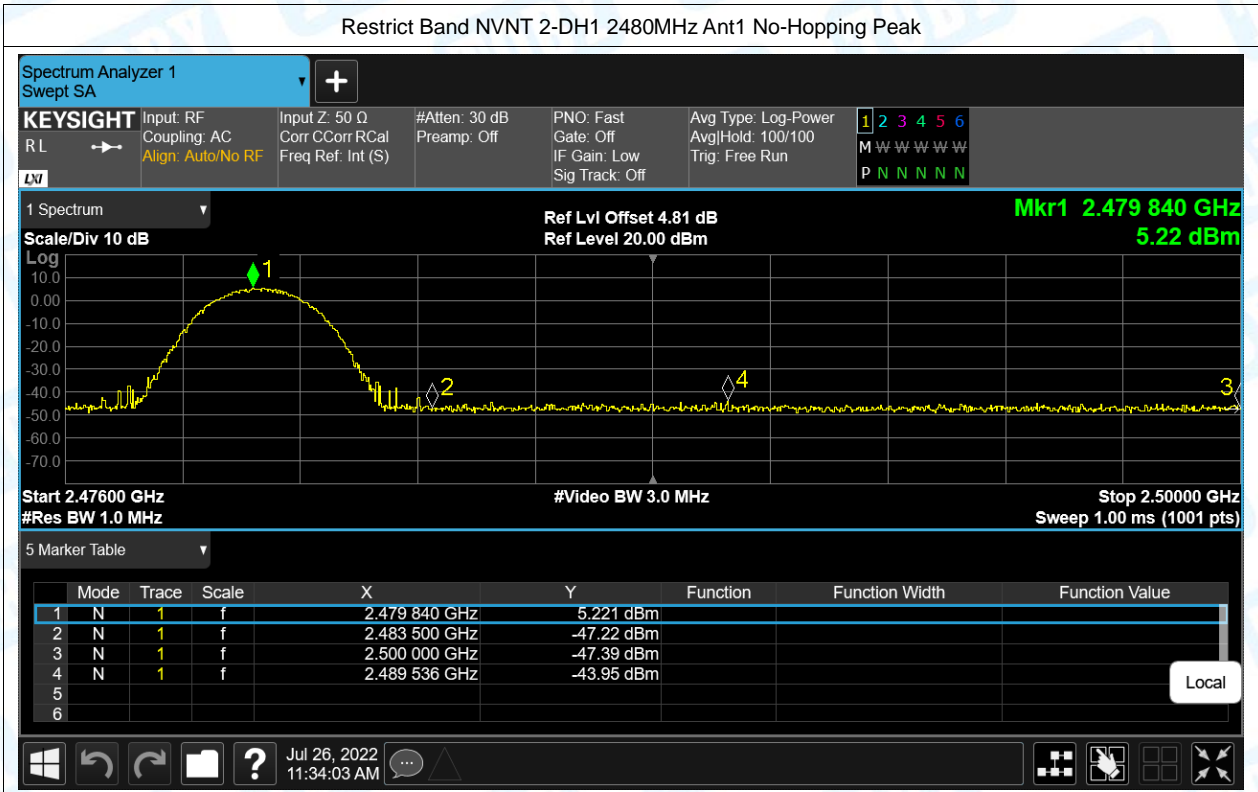 Restrict Band NVNT 2-DH1 2480MHz Ant1 No-Hopping Peak
Spectrum Analyzer 1
Swept SA
+
KEYSIGHT Input: RF Input Z: 50 Ω #Atten: 30 dB PNO: Fast Avg Type: Log-Power 1 2 3 4 5 6
R L Coupling: AC Corr CCorr RCal Preamp: Off Gate: Off Avg|Hold: 100/100 M W W W W W
Align: Auto/No RF Freq Ref: Int (S) IF Gain: Low Trig: Free Run
LXI Sig Track: Off P N N N N N
1 Spectrum Ref Lvl Offset 4.81 dB Mkr1 2.479 840 GHz
Scale/Div 10 dB Ref Level 20.00 dBm 5.22 dBm
Log
10.0
0.00
-10.0
-20.0
-30.0
-40.0
-50.0
-60.0
-70.0
1
2
4
3
Start 2.47600 GHz #Video BW 3.0 MHz Stop 2.50000 GHz
#Res BW 1.0 MHz Sweep 1.00 ms (1001 pts)
5 Marker Table
Mode Trace Scale X Y Function Function Width Function Value
1 N 1 f 2.479 840 GHz 5.221 dBm
2 N 1 f 2.483 500 GHz -47.22 dBm
3 N 1 f 2.500 000 GHz -47.39 dBm
4 N 1 f 2.489 536 GHz -43.95 dBm
5
6
Local
? Jul 26, 2022
11:34:03 AM